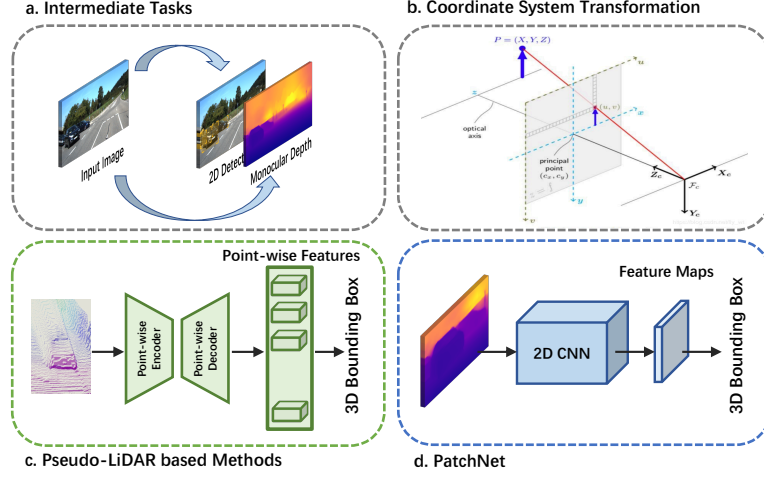 a. Intermediate Tasks
Input Image
2D Detect
Monocular Depth
b. Coordinate System Transformation
P = (X, Y, Z)
u
z
(u, v)
x
optical
axis
principal
point
(cx, cy)
Zc
Xc
Fc
z = f
y
v
Yc
Point-wise Features
Point-wise
Encoder
Point-wise
Decoder
3D Bounding Box
c. Pseudo-LiDAR based Methods
Feature Maps
2D CNN
3D Bounding Box
d. PatchNet